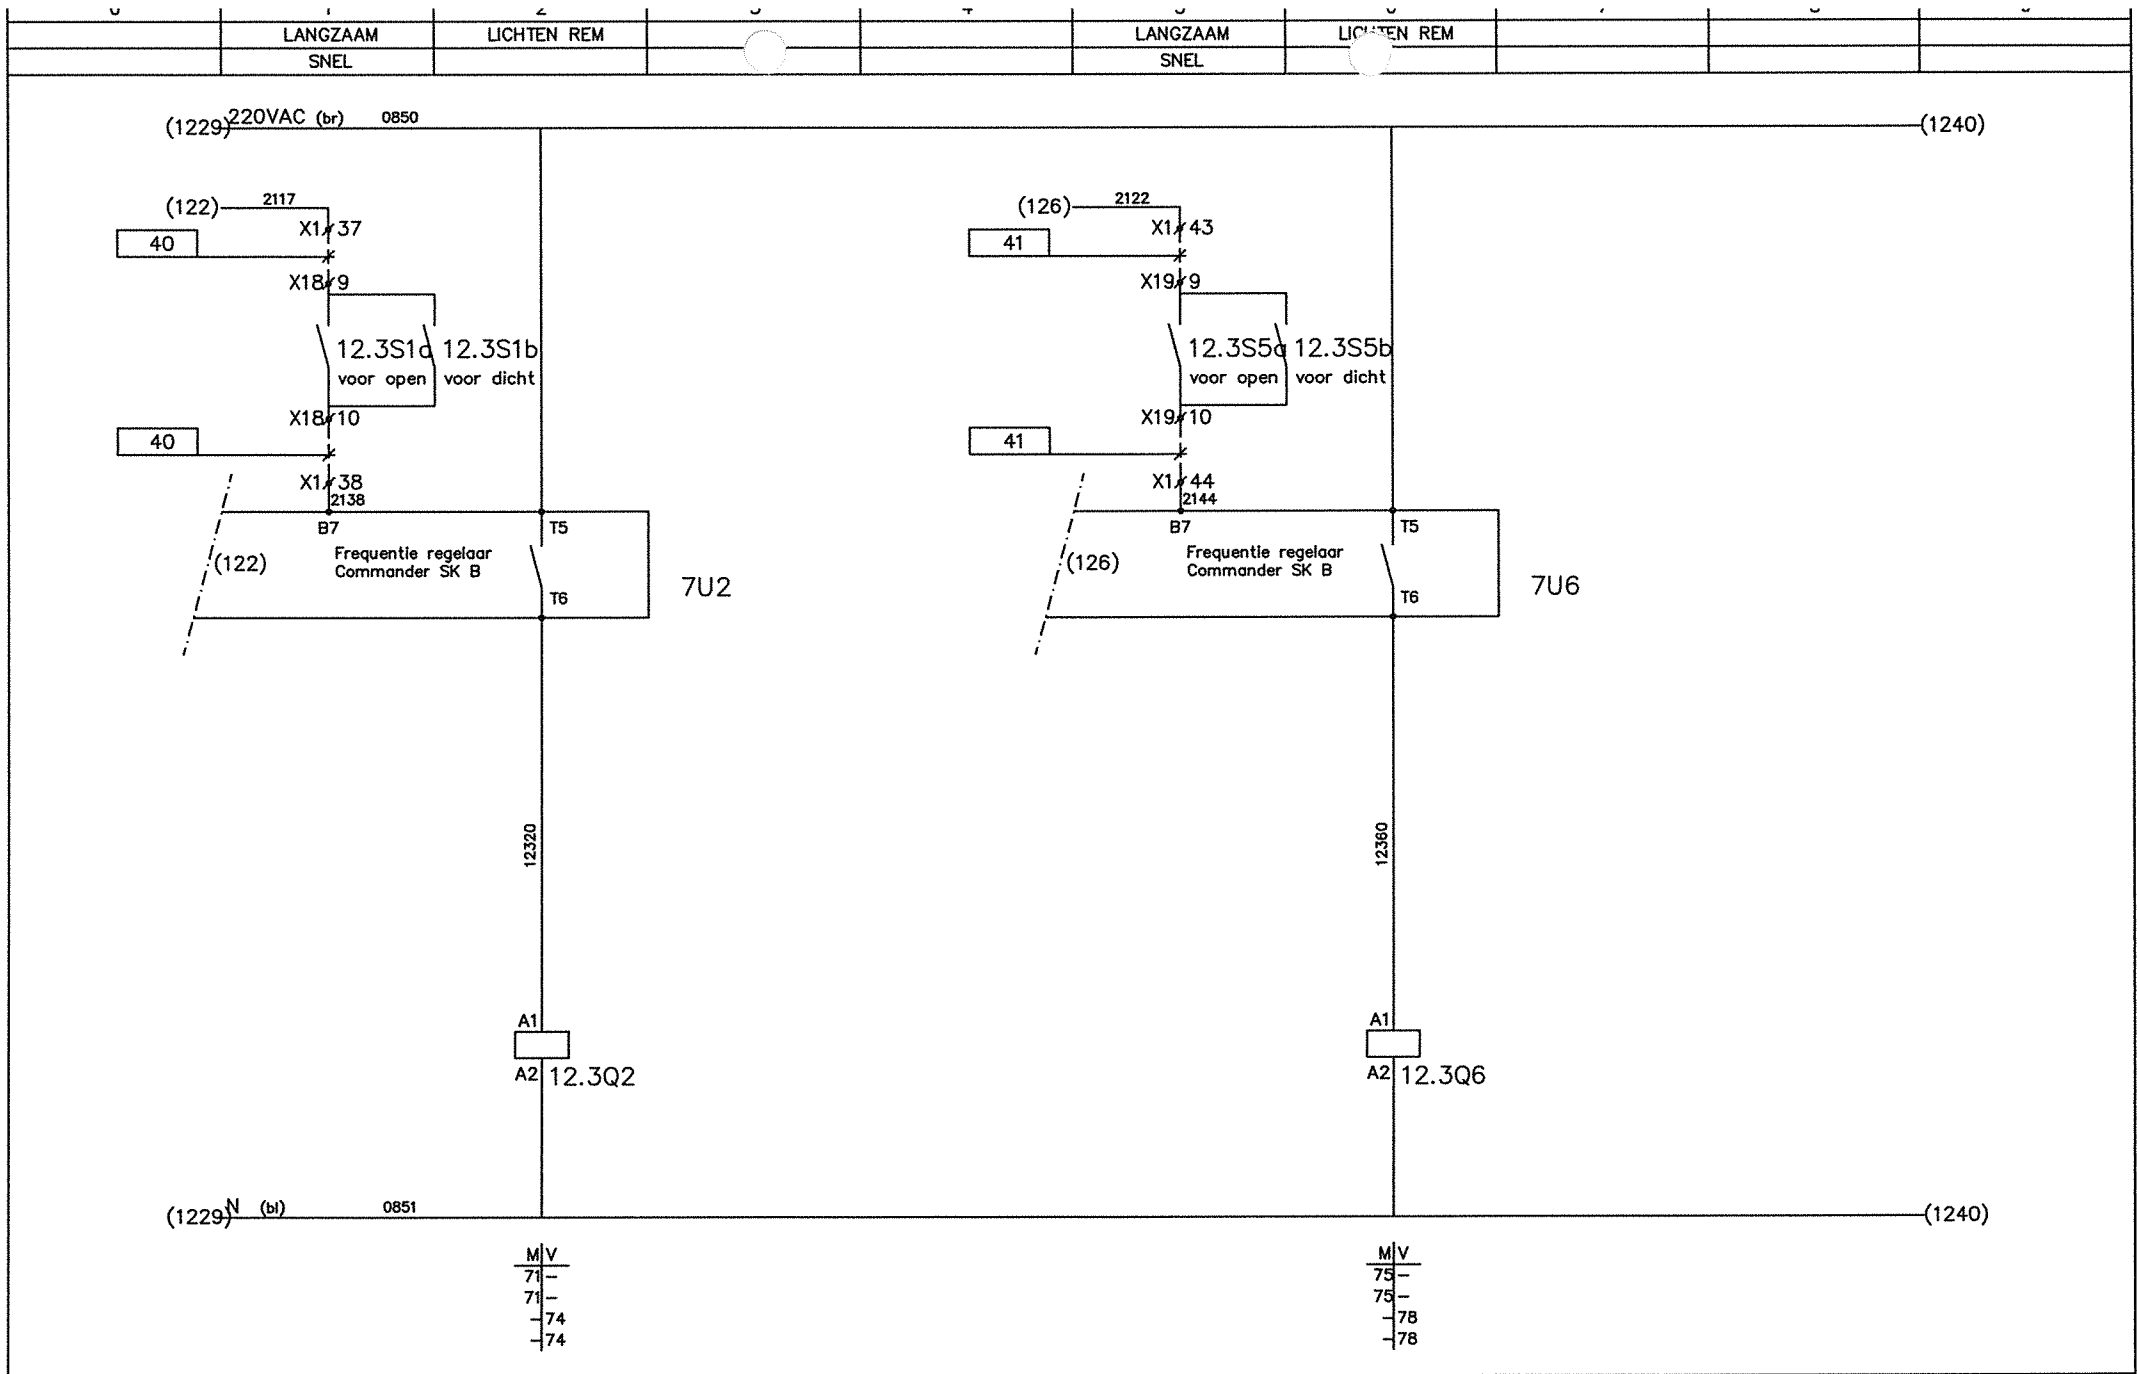 LANGZAAM LICHTEN REM LANGZAAM LICHTEN REM
SNEL SNEL
(1229) 220VAC (br) 0850 (1240)
(122) 2117 (126) 2122
X1 37 X1 43
40 41
X18 9 X19 9
12.3S1a 12.3S1b 12.3S5a 12.3S5b
voor open voor dicht voor open voor dicht
X18 10 X19 10
40 41
X1 38 X1 44
2138 2144
B7 T5 B7 T5
(122) Frequentie regelaar (126) Frequentie regelaar
Commander SK B Commander SK B
7U2 7U6
T6 T6
12320 12360
A1 A1
A2 12.3Q2 A2 12.3Q6
(1229) N (bl) 0851 (1240)
M V M V
71 – 75 –
71 – 75 –
– 74 – 78
– 74 – 78